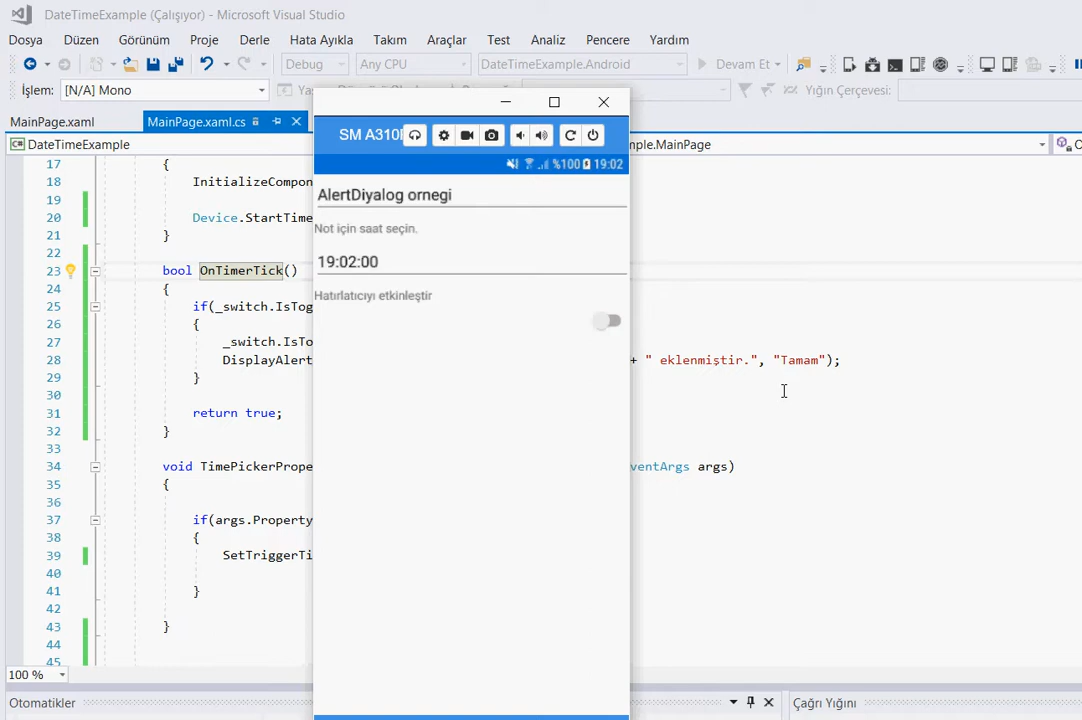 DateTimeExample (Çalışıyor) - Microsoft Visual Studio
Dosya Düzen Görünüm Proje Derle Hata Ayıkla Takım Araçlar Test Analiz Pencere Yardım
Debug Any CPU DateTimeExample.Android Devam Et
İşlem: [N/A] Mono Yığın Çerçevesi:
MainPage.xaml MainPage.xaml.cs
SM A310
DateTimeExample
mple.MainPage
%100 19:02
17 {
18 InitializeCompon
19
20 Device.StartTime
21 }
22
23 bool OnTimerTick()
24 {
25 if(_switch.IsTog
26 {
27 _switch.IsTo
28 DisplayAlert + " eklenmiştir.", "Tamam");
29 }
30
31 return true;
32 }
33
34 void TimePickerPrope ventArgs args)
35 {
36
37 if(args.Property
38 {
39 SetTriggerTi
40
41 }
42
43 }
44
45
AlertDiyalog ornegi
Not için saat seçin.
19:02:00
Hatırlatıcıyı etkinleştir
100 %
Otomatikler Çağrı Yığını